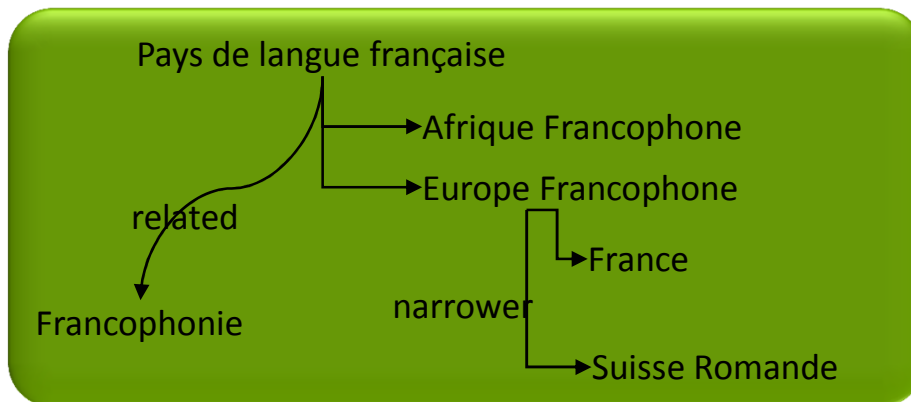 Pays de langue française
Afrique Francophone
Europe Francophone
related
France
narrower
Francophonie
Suisse Romande